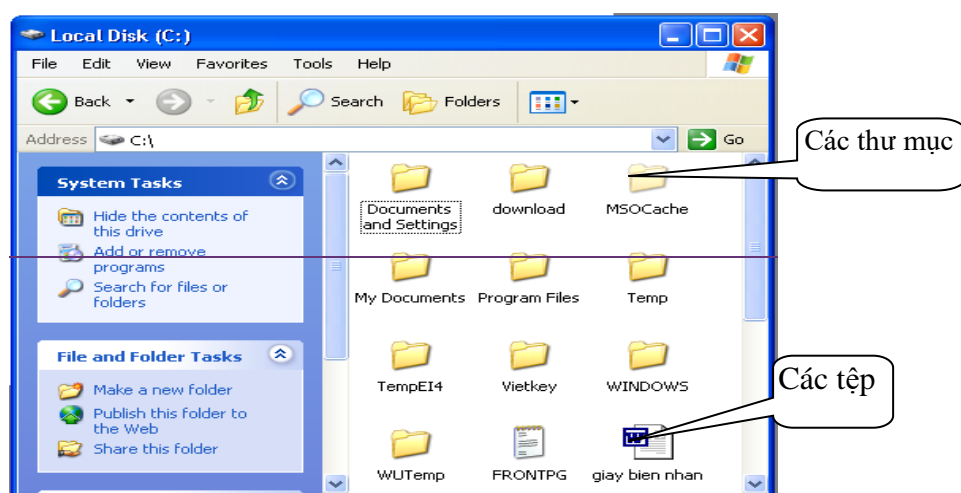 Local Disk (C:)
File Edit View Favorites Tools Help
Back Search Folders
Address C:\ Go
Các thư mục
System Tasks
Hide the contents of
this drive
Add or remove
programs
Search for files or
folders
File and Folder Tasks
Make a new folder
Publish this folder to
the Web
Share this folder
Documents
and Settings
download
MSOCache
My Documents
Program Files
Temp
TempEI4
Vietkey
WINDOWS
Các tệp
WUTemp
FRONTPG
W
giay bien nhan